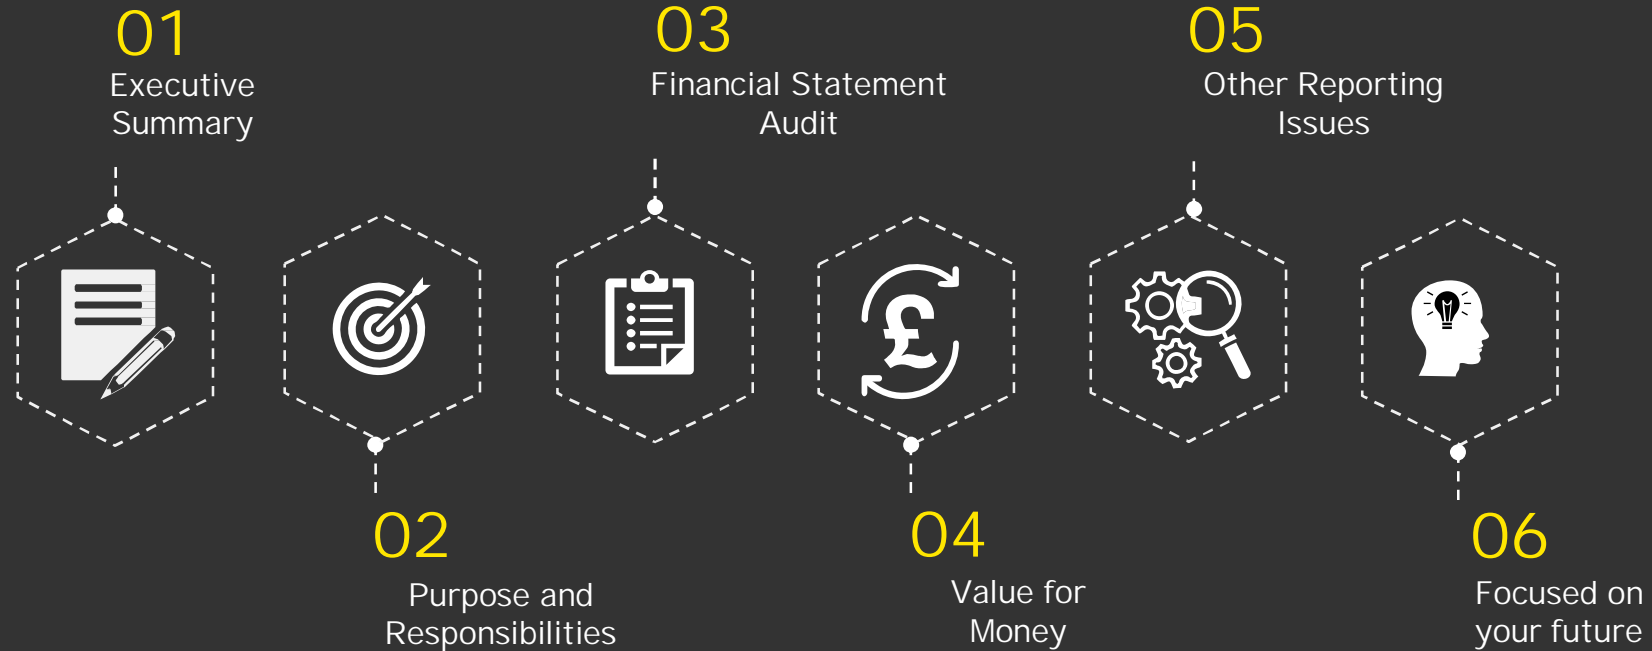 01
Executive
Summary
02
Purpose and
Responsibilities
03
Financial Statement
Audit
£
04
Value for
Money
05
Other Reporting
Issues
06
Focused on
your future